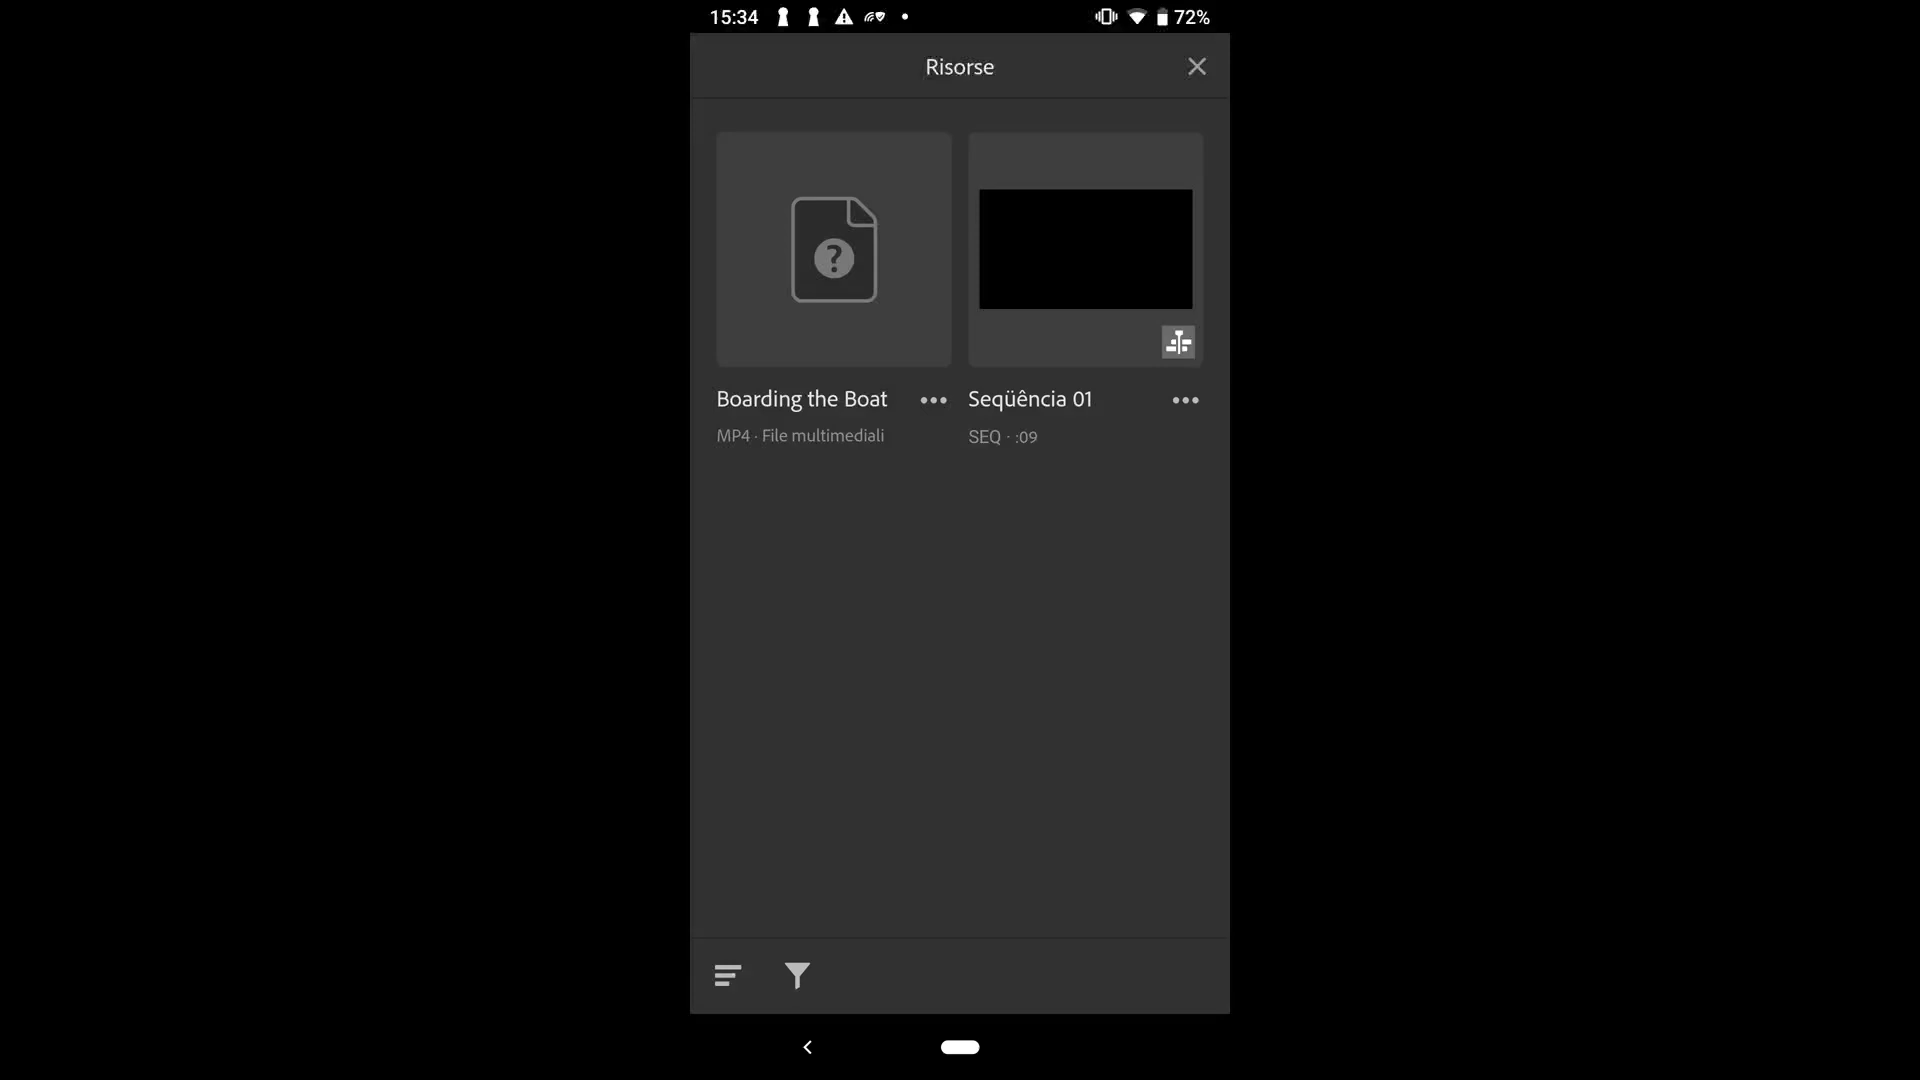 15:34
72%
Risorse
?
Boarding the Boat
MP4 · File multimediali
Seqüência 01
SEQ · :09